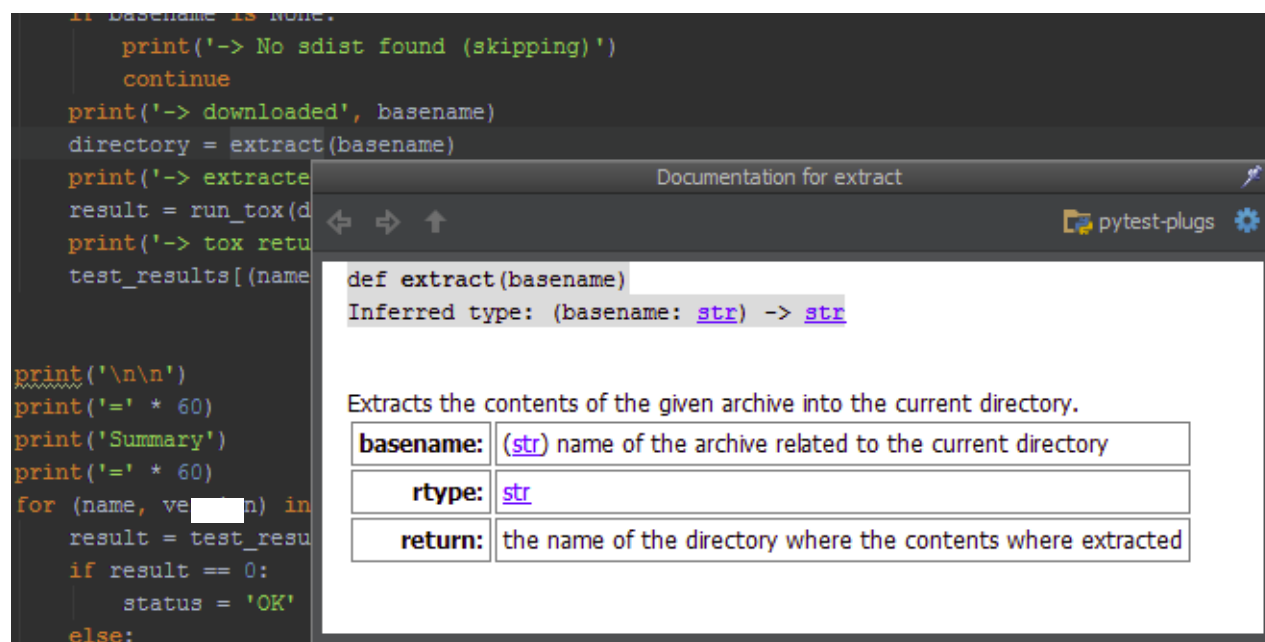 if basename is None:
print('-> No sdist found (skipping)')
continue
print('-> downloaded', basename)
directory = extract(basename)
print('-> extracte
result = run_tox(d
print('-> tox retu
test_results[(name
print('\n\n')
print('=' * 60)
print('Summary')
print('=' * 60)
for (name, ) in
result = test_resu
if result == 0:
status = 'OK'
else:
Documentation for extract
pytest-plugs
def extract(basename)
Inferred type: (basename: str) -> str
Extracts the contents of the given archive into the current directory.
basename: (str) name of the archive related to the current directory
rtype: str
return: the name of the directory where the contents where extracted